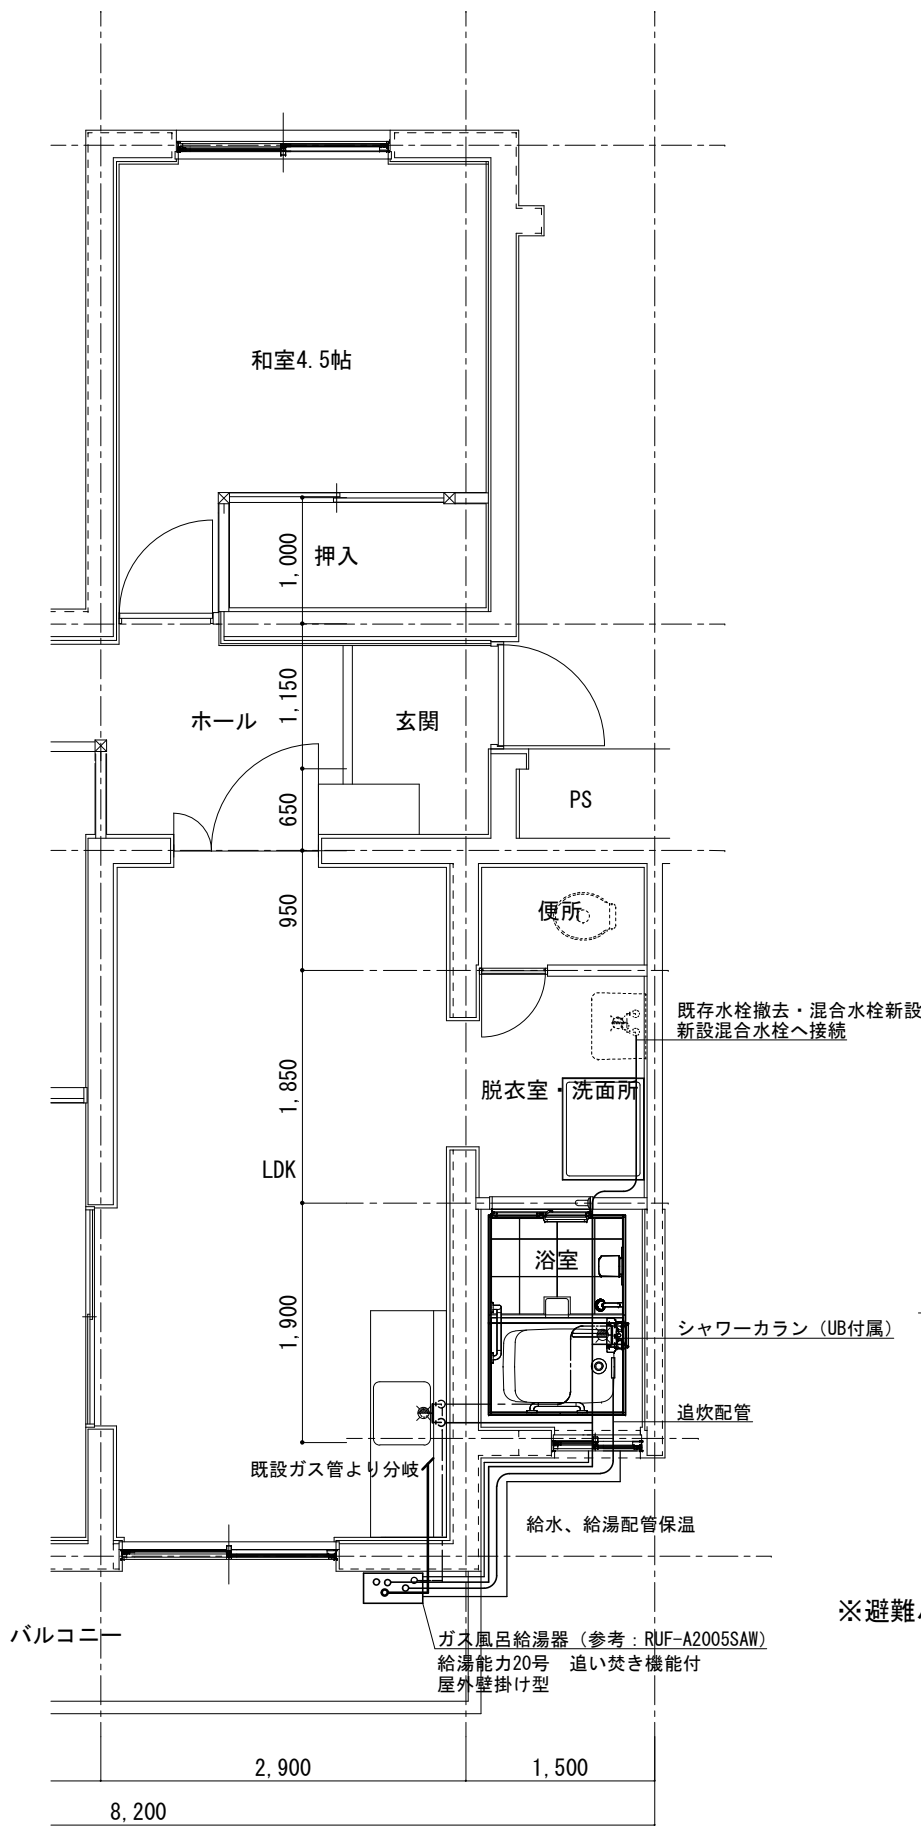 和室4.5帖
1,000
押入
1,150
ホール
玄関
650
PS
950
便所
既存水栓撤去・混合水栓新設
新設混合水栓へ接続
1,850
脱衣室・洗面所
LDK
浴室
1,900
シャワーカラン（UB付属）
追炊配管
既設ガス管より分岐
給水、給湯配管保温
※避難
バルコニー
ガス風呂給湯器（参考：RUF-A2005SAW）
給湯能力20号　追い焚き機能付
屋外壁掛け型
2,900
1,500
8,200